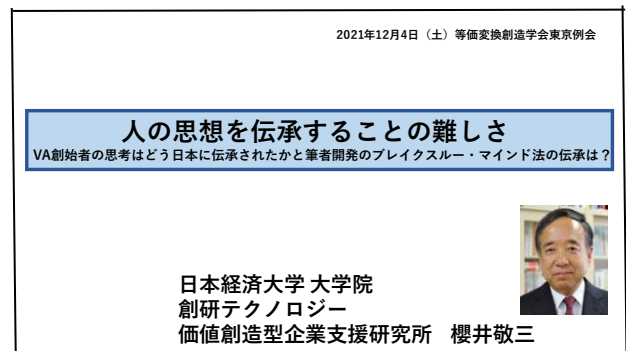 2021年12月4日（土）等価変換創造学会東京例会
人の思想を伝承することの難しさ
VA創始者の思考はどう日本に伝承されたかと筆者開発のブレイクスルー・マインド法の伝承は？
日本経済大学 大学院
創研テクノロジー
価値創造型企業支援研究所　櫻井敬三